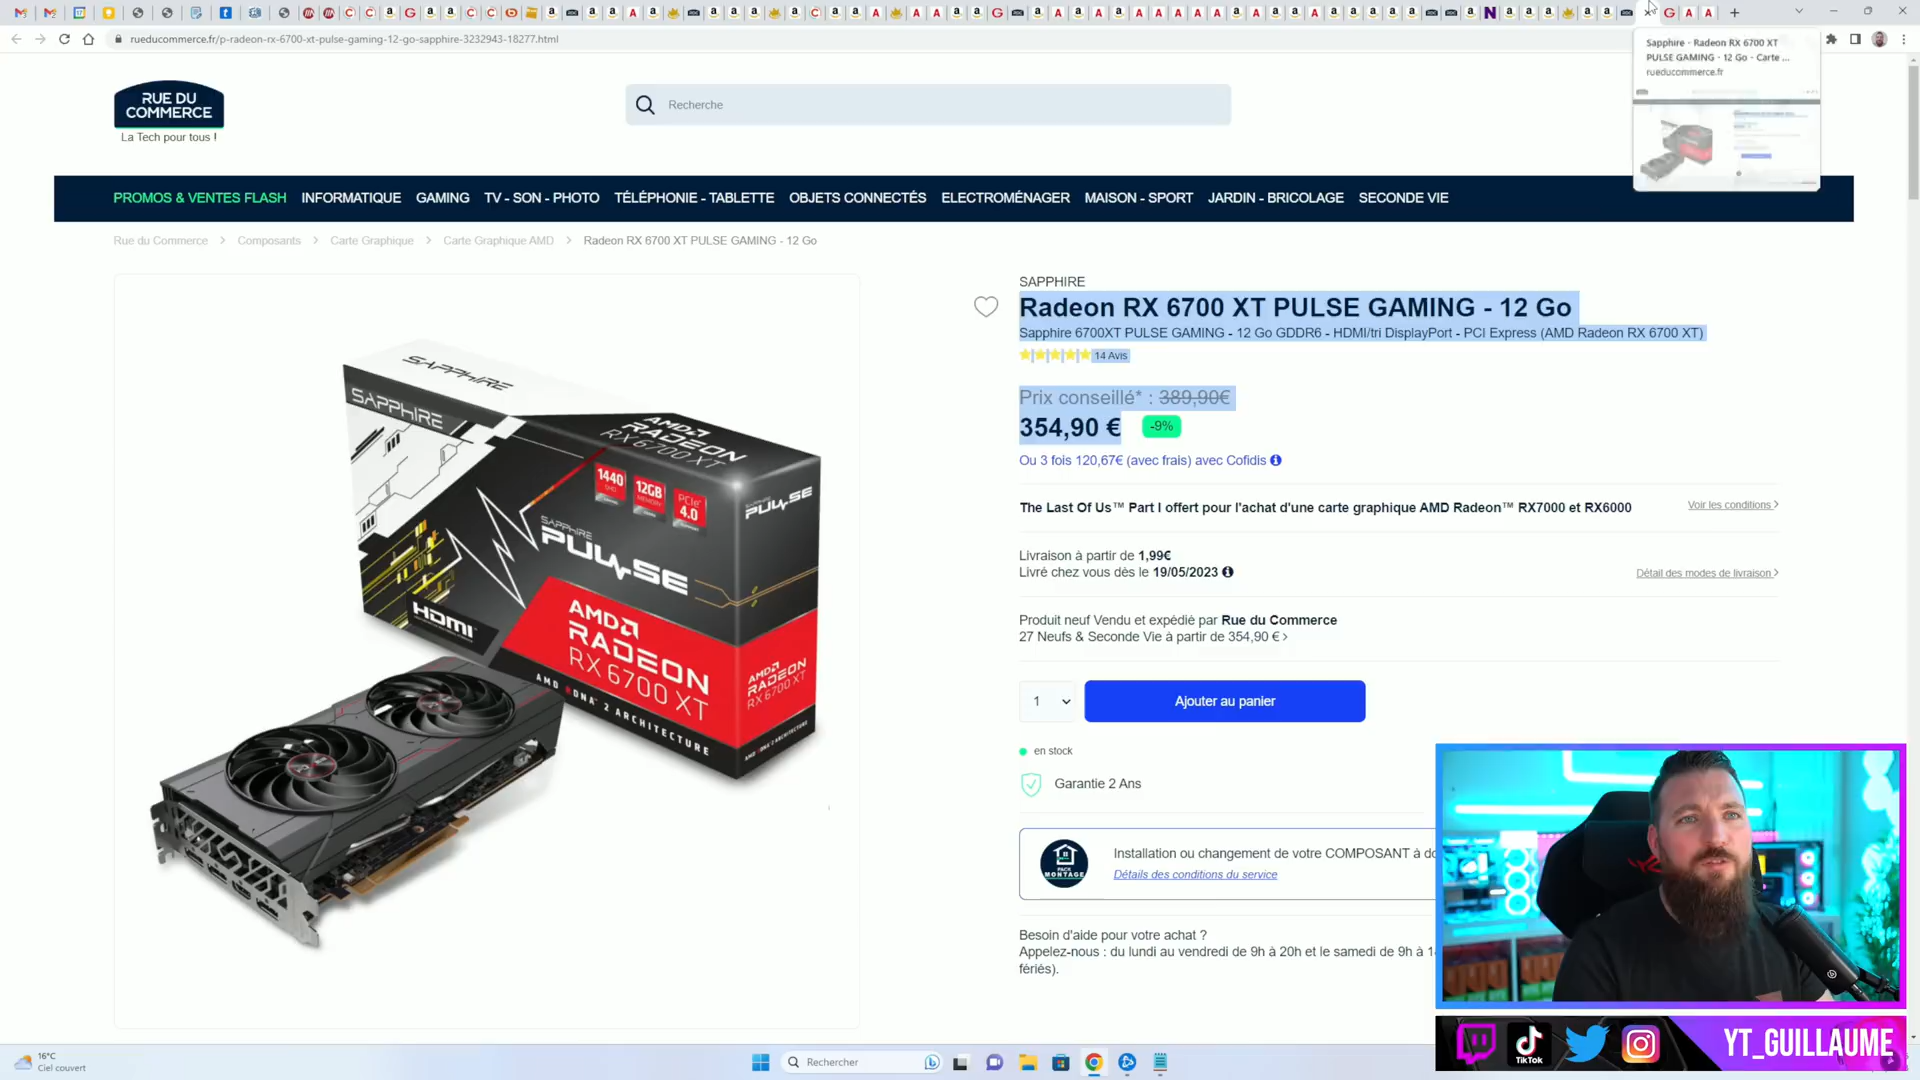 rueducommerce.fr/p-radeon-rx-6700-xt-pulse-gaming-12-go-sapphire-3232943-18277.html
Sapphire - Radeon RX 6700 XT
PULSE GAMING - 12 Go - Carte ...
rueducommerce.fr
RUE DU
COMMERCE
La Tech pour tous !
Recherche
PROMOS & VENTES FLASH INFORMATIQUE GAMING TV - SON - PHOTO TÉLÉPHONIE - TABLETTE OBJETS CONNECTÉS ELECTROMÉNAGER MAISON - SPORT JARDIN - BRICOLAGE SECONDE VIE
Rue du Commerce > Composants > Carte Graphique > Carte Graphique AMD > Radeon RX 6700 XT PULSE GAMING - 12 Go
SAPPHIRE
Radeon RX 6700 XT PULSE GAMING - 12 Go
Sapphire 6700XT PULSE GAMING - 12 Go GDDR6 - HDMI/tri DisplayPort - PCI Express (AMD Radeon RX 6700 XT)
14 Avis
Prix conseillé* : 389,90€
354,90 € -9%
Ou 3 fois 120,67€ (avec frais) avec Cofidis
The Last Of Us™ Part I offert pour l'achat d'une carte graphique AMD Radeon™ RX7000 et RX6000
Voir les conditions >
Livraison à partir de 1,99€
Livré chez vous dès le 19/05/2023
Détail des modes de livraison >
Produit neuf Vendu et expédié par Rue du Commerce
27 Neufs & Seconde Vie à partir de 354,90 € >
1
Ajouter au panier
en stock
Garantie 2 Ans
PACK
MONTAGE
Installation ou changement de votre COMPOSANT à do
Détails des conditions du service
Besoin d'aide pour votre achat ?
Appelez-nous : du lundi au vendredi de 9h à 20h et le samedi de 9h à 1
fériés).
SAPPHIRE
SAPPHIRE
AMD
RADEON
RX 6700 XT
1440
12GB
MEMORY
PCIe
4.0
SAPPHIRE
PULSE
SAPPHIRE
PULSE
HDMI
AMD
RADEON
RX 6700 XT
AMD RDNA 2 ARCHITECTURE
AMD
RADEON
RX 6700 XT
TikTok
YT_GUILLAUME
16°C
Ciel couvert
Rechercher